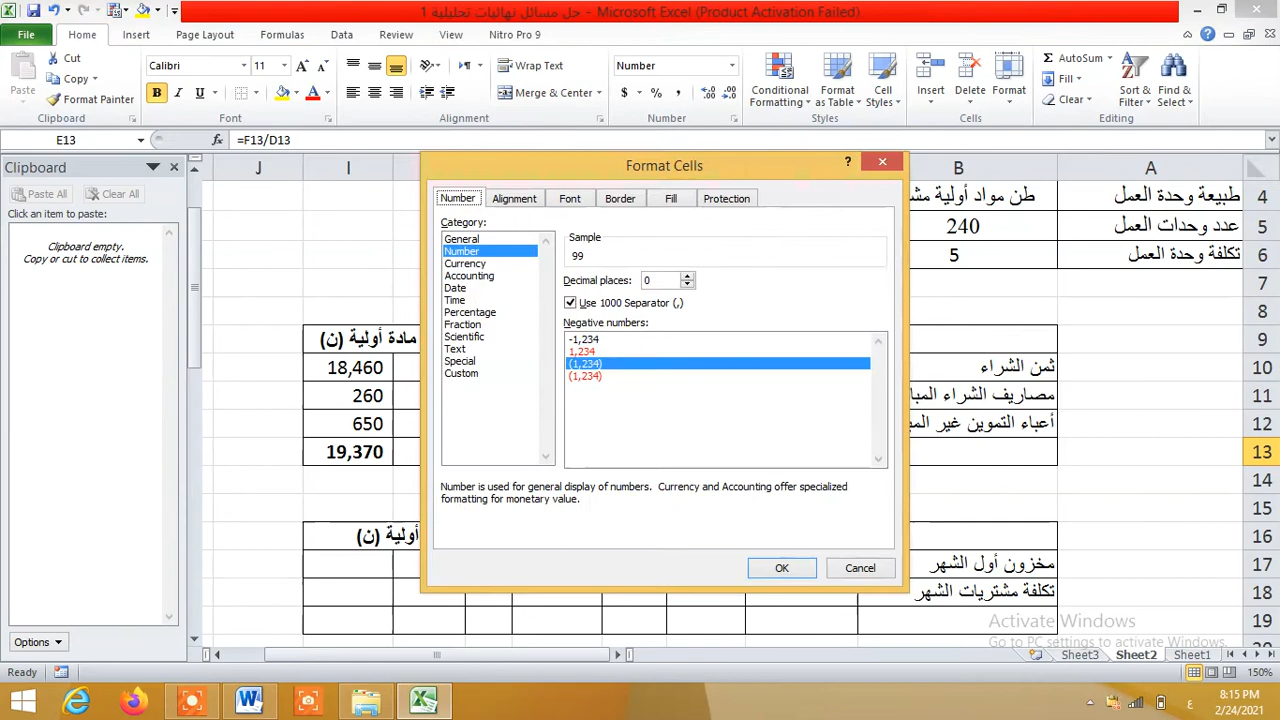 حل مسائل نهائيات تحليلية 1 - Microsoft Excel (Product Activation Failed)
File Home Insert Page Layout Formulas Data Review View Nitro Pro 9
Paste
Cut
Copy
Format Painter
Clipboard
Calibri 11
B I U
Font
Wrap Text
Merge & Center
Alignment
Number
$ % ,
Number
Conditional Formatting
Format as Table
Cell Styles
Styles
Insert
Delete
Format
Cells
AutoSum
Fill
Clear
Sort & Filter
Find & Select
Editing
E13 fx =F13/D13
Clipboard
Paste All Clear All
Click an item to paste:
Clipboard empty.
Copy or cut to collect items.
Options
J I B A
طبيعة وحدة العمل طن مواد أولية 4
عدد وحدات العمل 240 5
تكلفة وحدة العمل 5 6
7
8
مادة أولية (ن) 9
ثمن الشراء 18,460 10
مصاريف الشراء 260 11
أعباء التموين غير 650 12
19,370 13
14
15
أولية (ن) 16
مخزون أول الشهر 17
تكلفة مشتريات الشهر 18
19
Format Cells
?
Number Alignment Font Border Fill Protection
Category:
General
Number
Currency
Accounting
Date
Time
Percentage
Fraction
Scientific
Text
Special
Custom
Sample
99
Decimal places: 0
Use 1000 Separator (,)
Negative numbers:
-1,234
1,234
(1,234)
(1,234)
Number is used for general display of numbers. Currency and Accounting offer specialized
formatting for monetary value.
OK Cancel
Activate Windows
Go to PC settings to activate Windows.
Sheet3 Sheet2 Sheet1
Ready 150%
8:15 PM
2/24/2021
ع